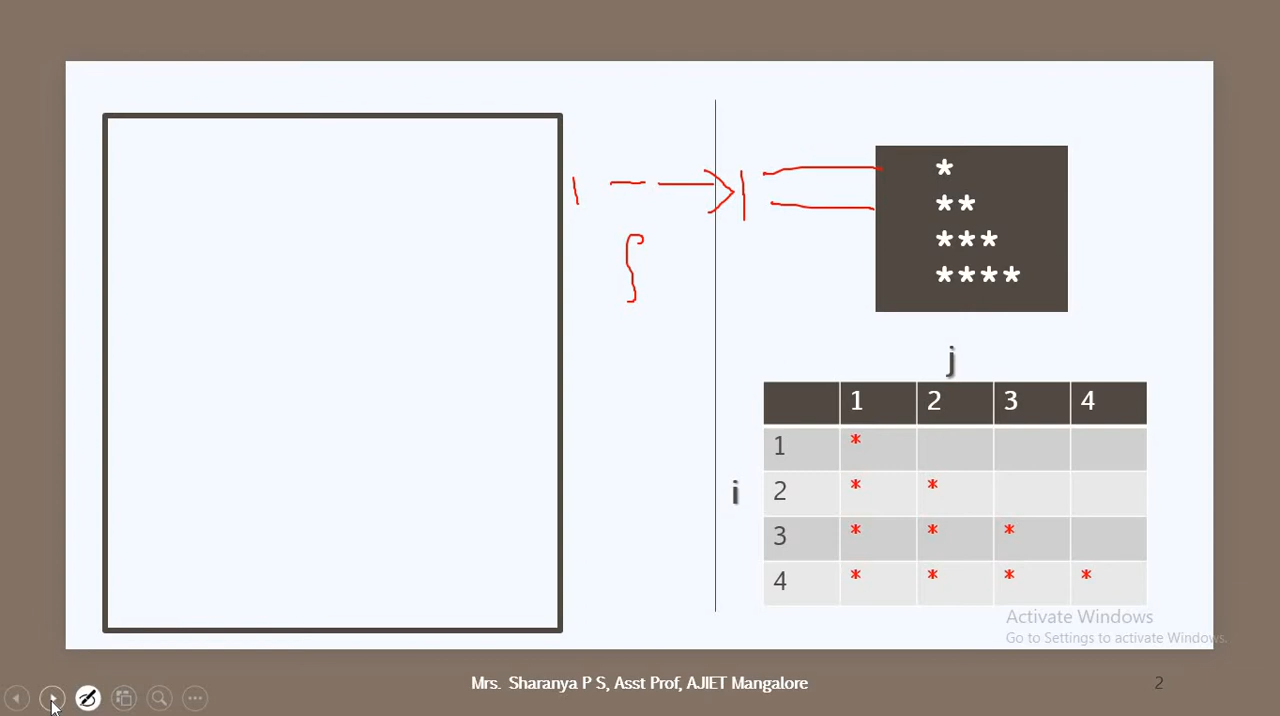 *
**
***
****
j
1 2 3 4
1 *
i
2 * *
3 * * *
4 * * * *
Activate Windows
Go to Settings to activate Windows.
Mrs. Sharanya P S, Asst Prof, AJIET Mangalore
2